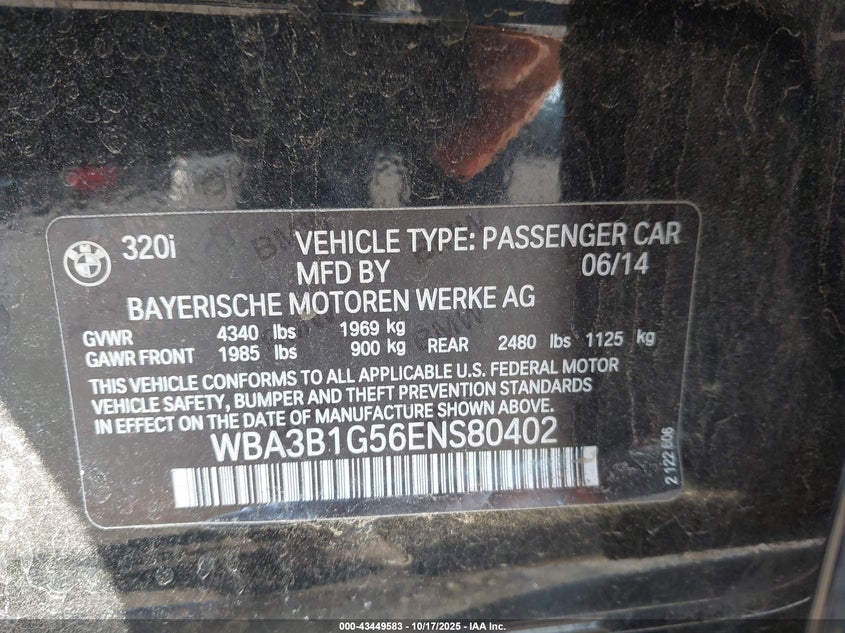 BMW
320i
VEHICLE TYPE: PASSENGER CAR
MFD BY 06/14
BAYERISCHE MOTOREN WERKE AG
GVWR 4340 lbs 1969 kg
GAWR FRONT 1985 lbs 900 kg REAR 2480 lbs 1125 kg
THIS VEHICLE CONFORMS TO ALL APPLICABLE U.S. FEDERAL MOTOR
VEHICLE SAFETY, BUMPER AND THEFT PREVENTION STANDARDS
IN EFFECT ON THE DATE OF MANUFACTURE SHOWN ABOVE.
WBA3B1G56ENS80402
2 122 E06
000-43449583 - 10/17/2025 - IAA Inc.